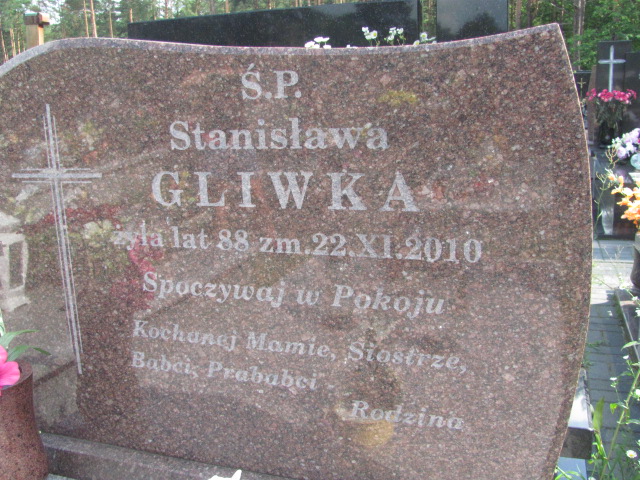 Ś.P.
Stanisława
GLIWKA
żyła lat 88 zm.22.XI.2010
Spoczywaj w Pokoju
Kochanej Mamie, Siostrze,
Babci, Prababci
Rodzina